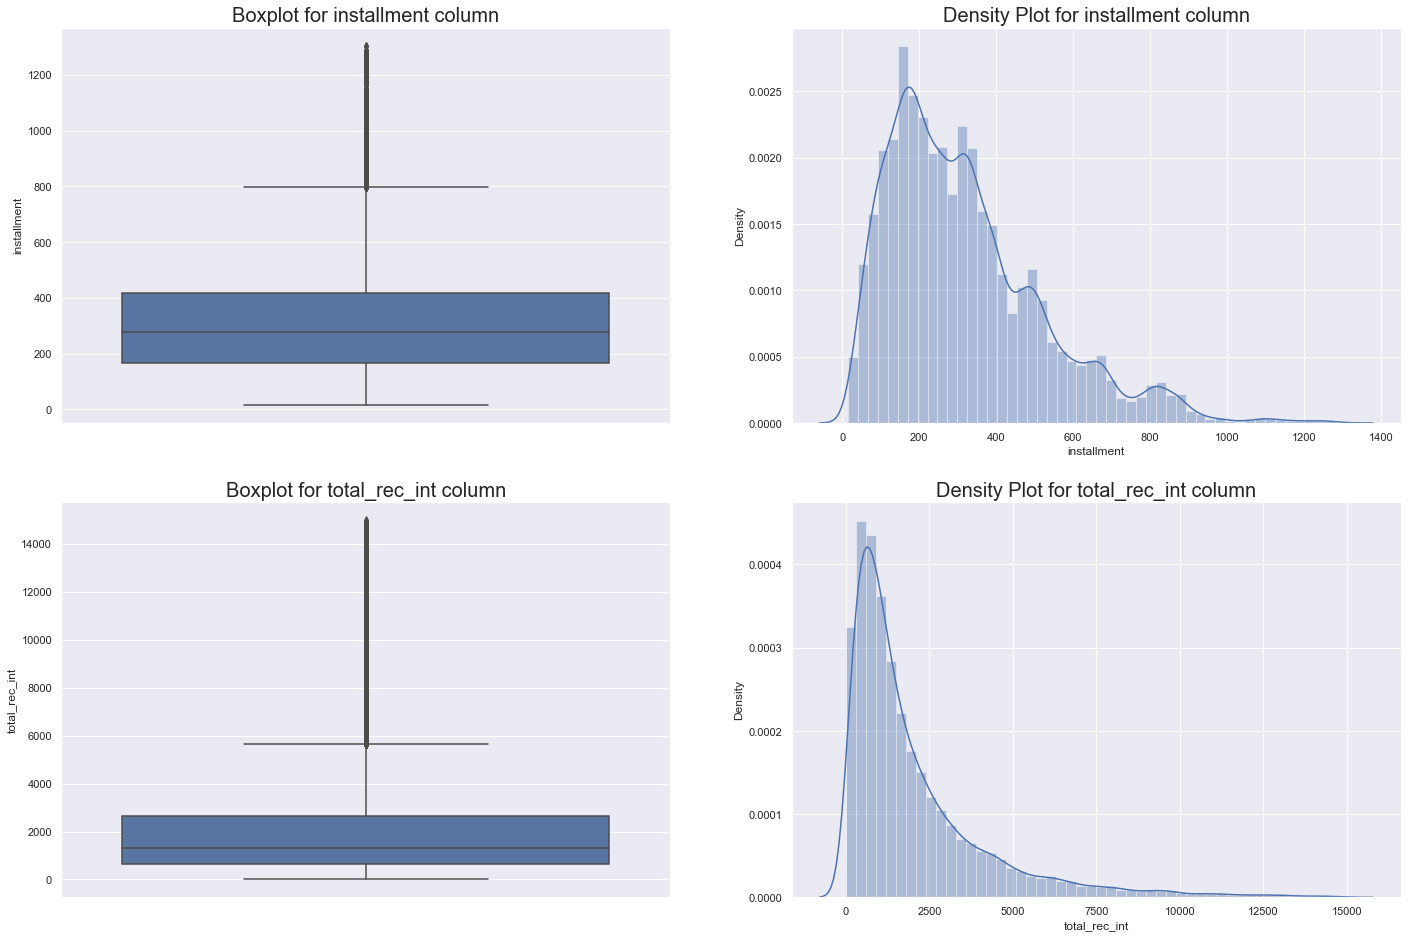 Boxplot for installment column
1200
1000
800
600
400
200
0
installment
Density Plot for installment column
0.0025
0.0020
0.0015
0.0010
0.0005
0.0000
Density
0 200 400 600 800 1000 1200 1400
installment
Boxplot for total_rec_int column
14000
12000
10000
8000
6000
4000
2000
0
total_rec_int
Density Plot for total_rec_int column
0.0004
0.0003
0.0002
0.0001
0.0000
Density
0 2500 5000 7500 10000 12500 15000
total_rec_int